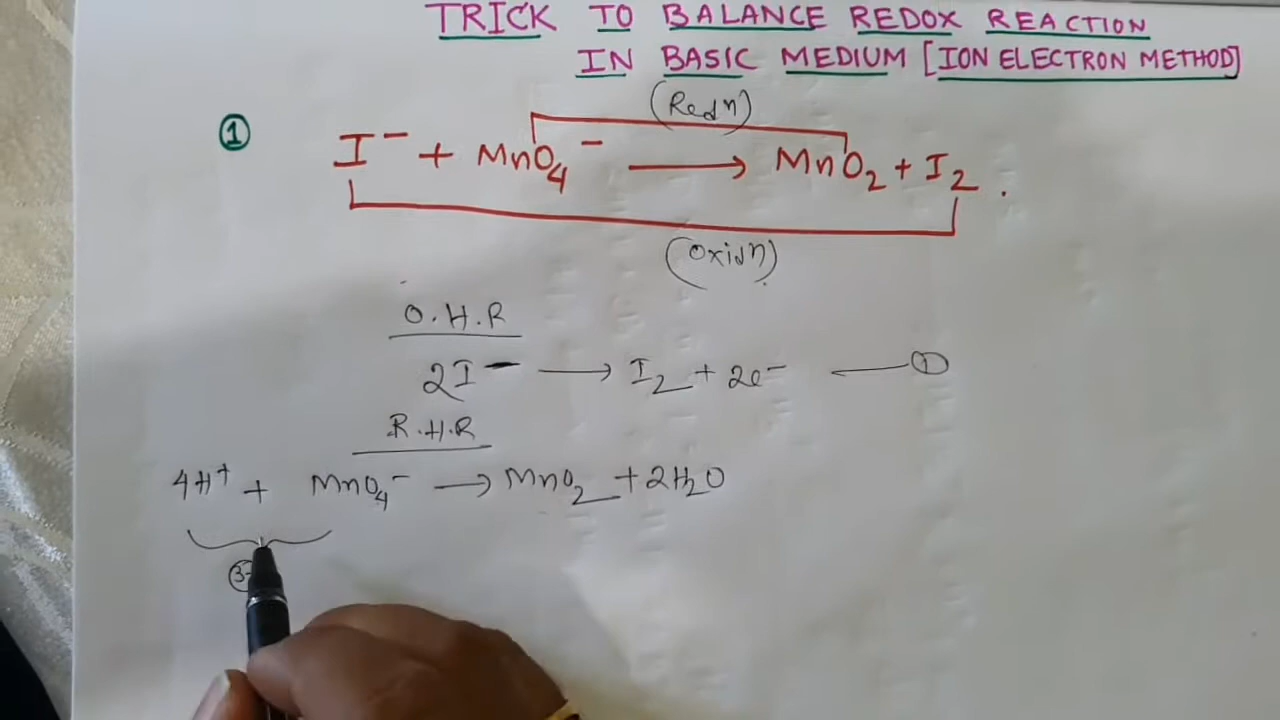 TRICK TO BALANCE REDOX REACTION
IN BASIC MEDIUM [ION ELECTRON METHOD]
(Redn)
① I⁻ + MnO₄⁻ ⟶ MnO₂ + I₂ .
(Oxidn)
O.H.R
2I⁻ ⟶ I₂ + 2e⁻ —①
R.H.R
4H⁺ + MnO₄⁻ ⟶ MnO₂ + 2H₂O